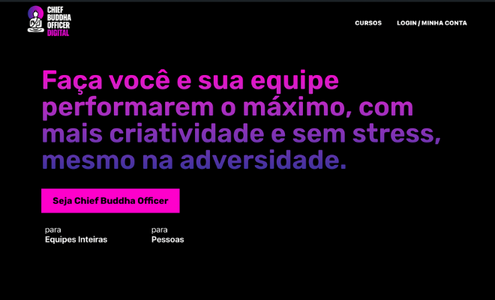 CHIEF
BUDDHA
OFFICER
DIGITAL
CURSOS
LOGIN / MINHA CONTA
Faça você e sua equipe
performarem o máximo, com
mais criatividade e sem stress,
mesmo na adversidade.
Seja Chief Buddha Officer
para
Equipes Inteiras
para
Pessoas